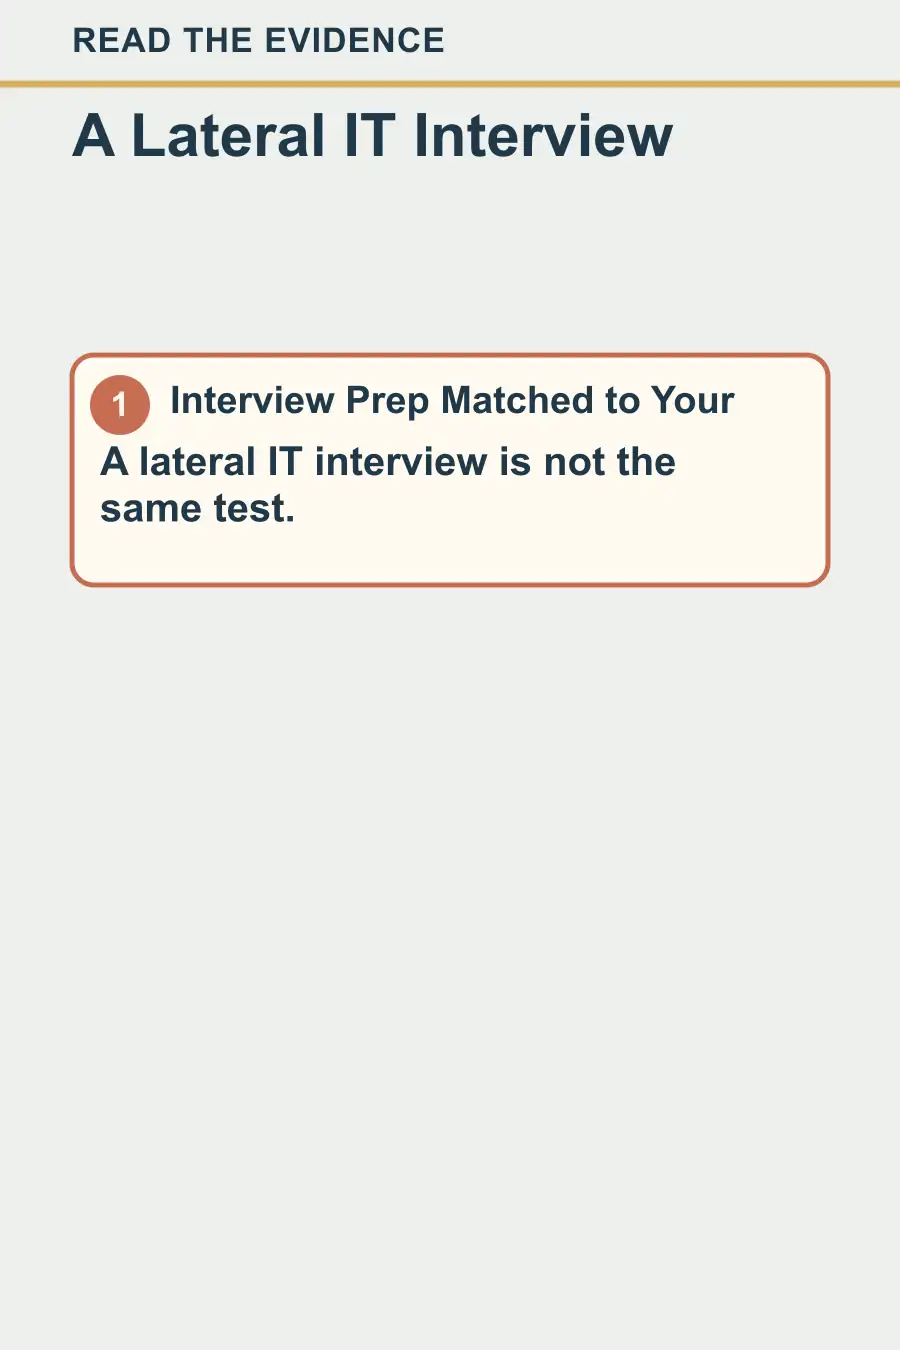 READ THE EVIDENCE
A Lateral IT Interview
1 Interview Prep Matched to Your
A lateral IT interview is not the
same test.